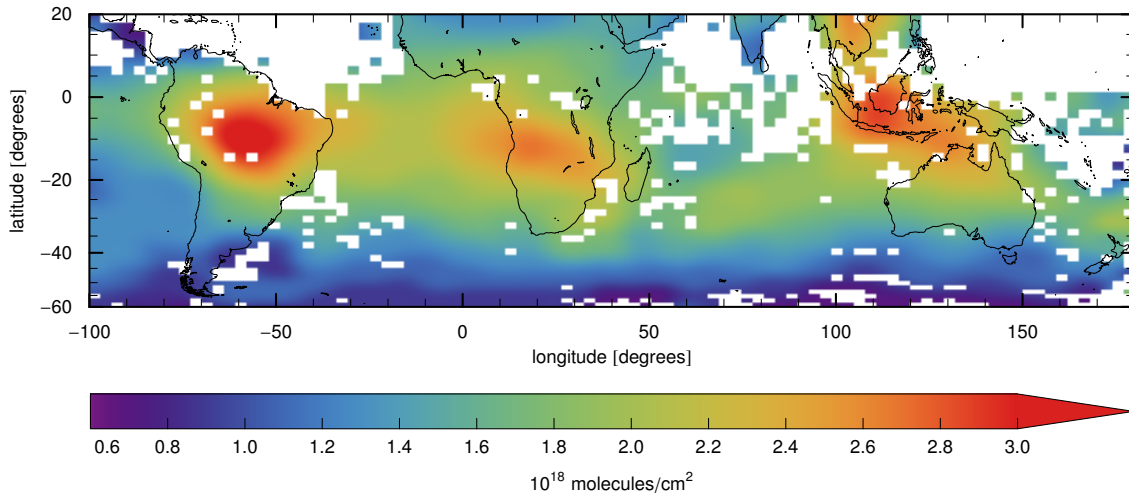 20
0
−20
−40
−60
latitude [degrees]
−100 −50 0 50 100 150
longitude [degrees]
0.6 0.8 1.0 1.2 1.4 1.6 1.8 2.0 2.2 2.4 2.6 2.8 3.0
10¹⁸ molecules/cm²